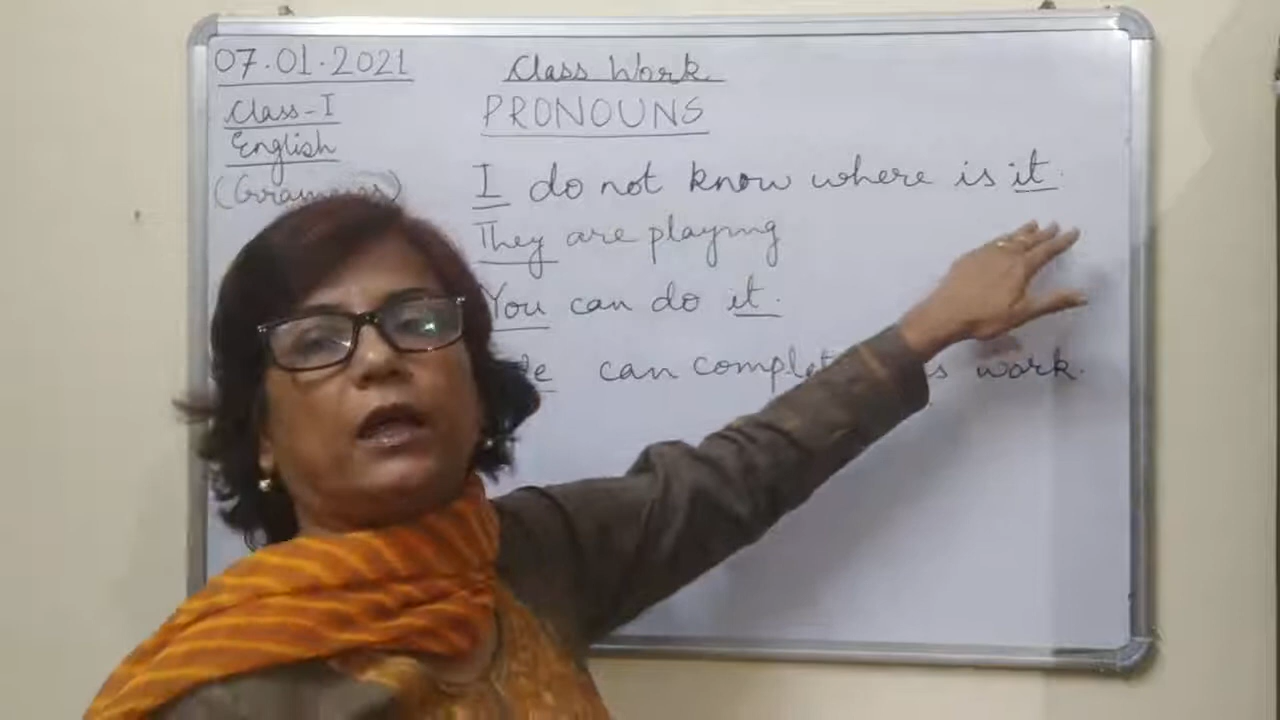 07.01.2021
Class Work
Class-I
PRONOUNS
English
(Grammar)
I do not know where is it.
They are playing
You can do it.
can work.